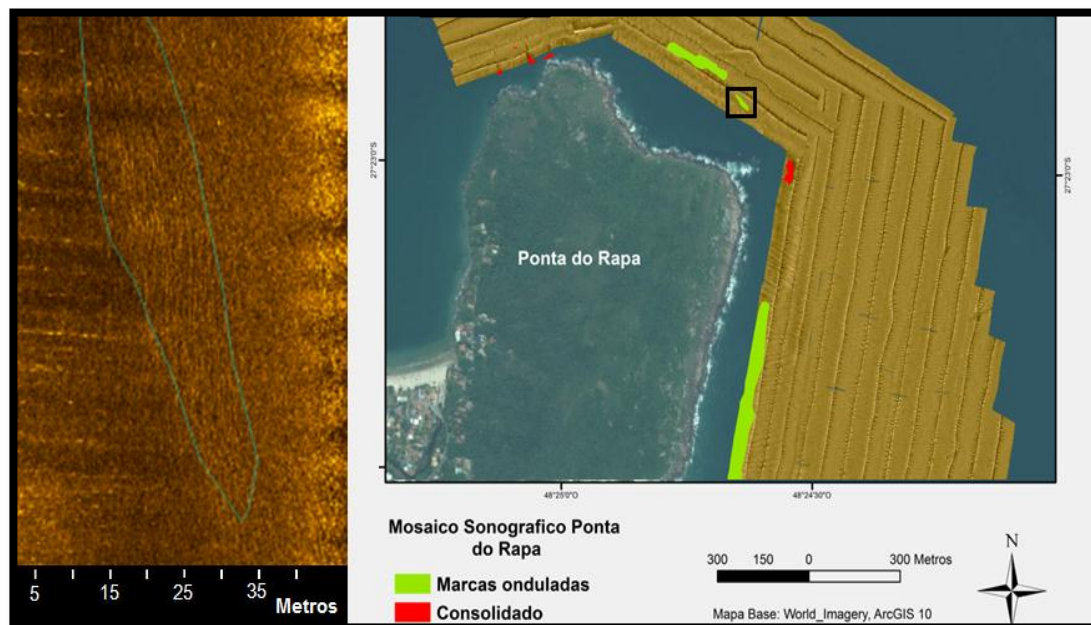 5 15 25 35
Metros
27°23'0"S
Ponta do Rapa
27°23'0"S
48°25'0"O
48°24'30"O
Mosaico Sonografico Ponta
do Rapa
Marcas onduladas
Consolidado
300 150 0 300 Metros
Mapa Base: World_Imagery, ArcGIS 10
N